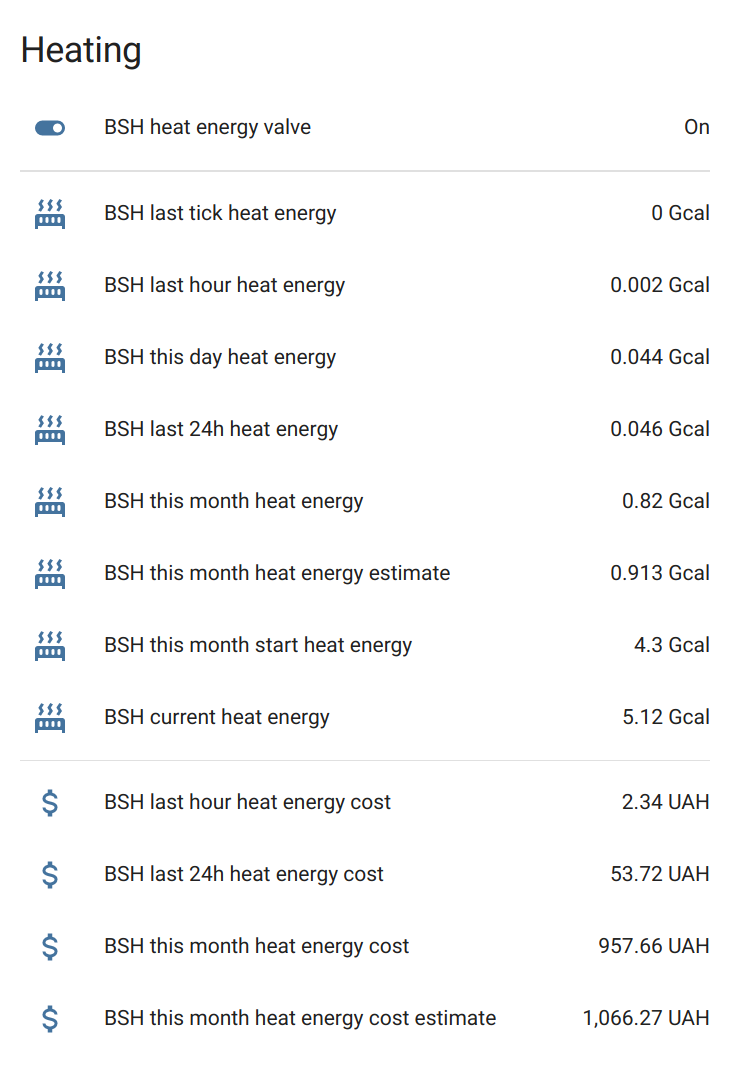 Heating
BSH heat energy valve On
BSH last tick heat energy 0 Gcal
BSH last hour heat energy 0.002 Gcal
BSH this day heat energy 0.044 Gcal
BSH last 24h heat energy 0.046 Gcal
BSH this month heat energy 0.82 Gcal
BSH this month heat energy estimate 0.913 Gcal
BSH this month start heat energy 4.3 Gcal
BSH current heat energy 5.12 Gcal
BSH last hour heat energy cost 2.34 UAH
BSH last 24h heat energy cost 53.72 UAH
BSH this month heat energy cost 957.66 UAH
BSH this month heat energy cost estimate 1,066.27 UAH